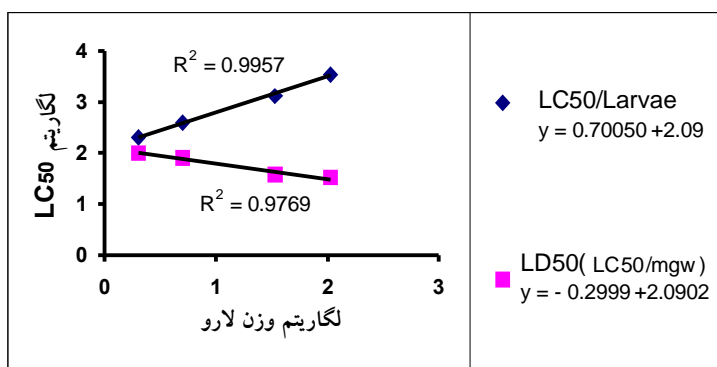 4
3
2
1
0
لگاریتم LC50
R2 = 0.9957
R2 = 0.9769
0 1 2 3
لگاریتم وزن لارو
LC50/Larvae
y = 0.70050 +2.09
LD50( LC50/mgw )
y = - 0.2999 +2.0902